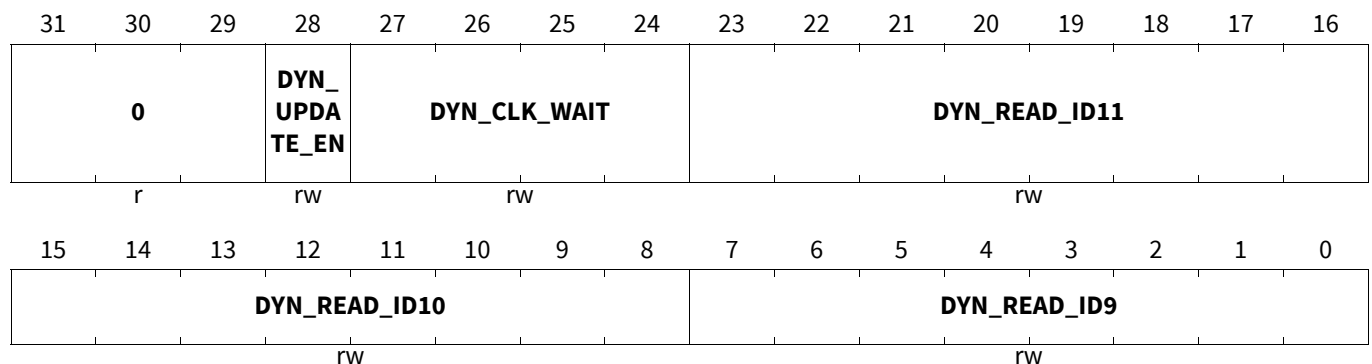 31 30 29 28 27 26 25 24 23 22 21 20 19 18 17 16
0 DYN_ UPDA TE_EN DYN_CLK_WAIT DYN_READ_ID11
r rw rw rw
15 14 13 12 11 10 9 8 7 6 5 4 3 2 1 0
DYN_READ_ID10 DYN_READ_ID9
rw rw